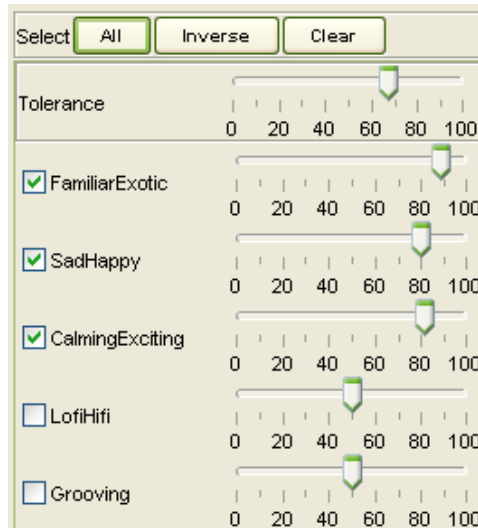 Select All Inverse Clear
Tolerance
0 20 40 60 80 100
FamiliarExotic
0 20 40 60 80 100
SadHappy
0 20 40 60 80 100
CalmingExciting
0 20 40 60 80 100
LofiHifi
0 20 40 60 80 100
Grooving
0 20 40 60 80 100